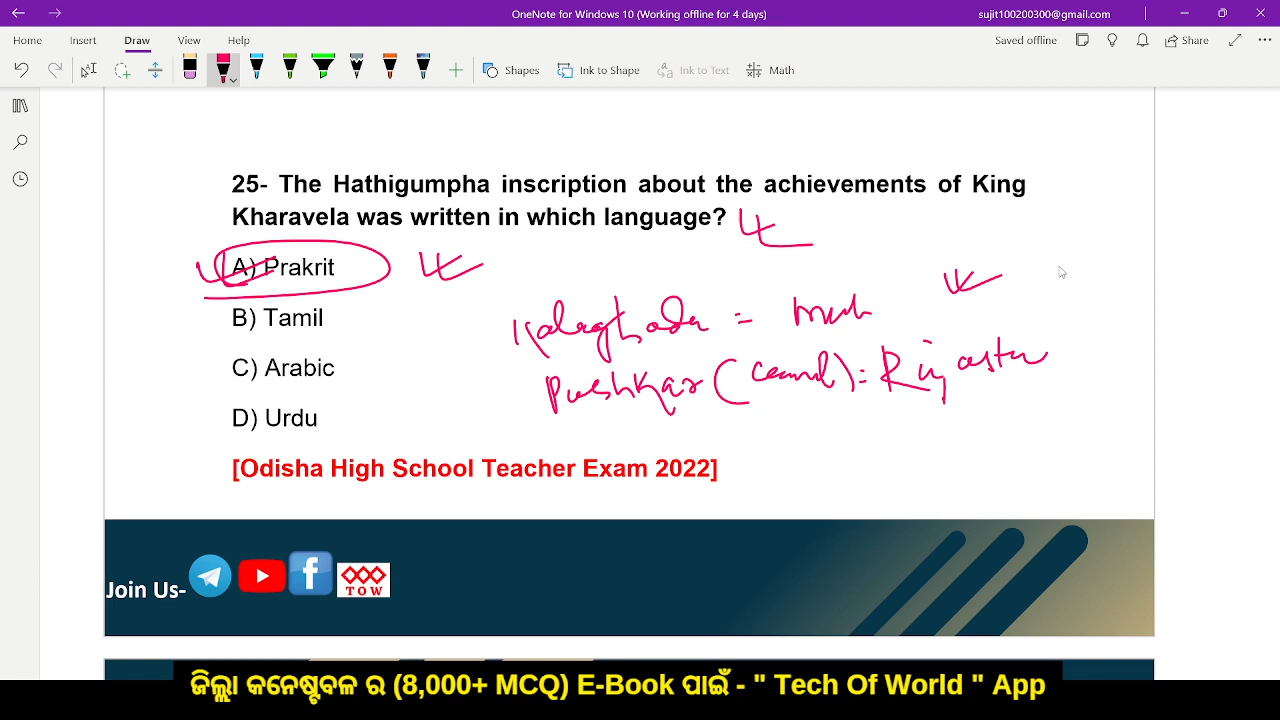 OneNote for Windows 10 (Working offline for 4 days)
sujit100200300@gmail.com
Home Insert Draw View Help
Saved offline Share
Shapes Ink to Shape Ink to Text Math
25- The Hathigumpha inscription about the achievements of King
Kharavela was written in which language?
A) Prakrit
B) Tamil
C) Arabic
D) Urdu
Pushkar
[Odisha High School Teacher Exam 2022]
Join Us-
TOW
ଜିଲ୍ଲା କନେଷ୍ଟବଳ ର (8,000+ MCQ) E-Book ପାଇଁ - " Tech Of World " App